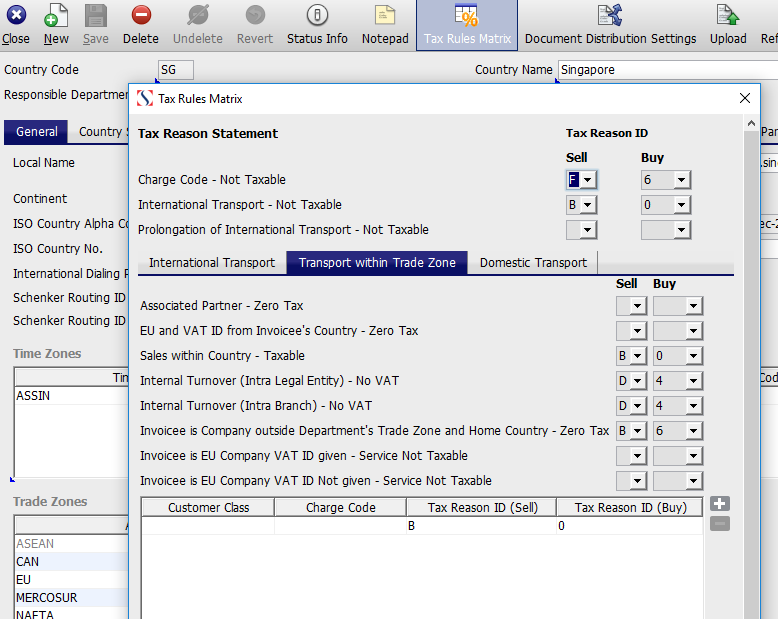 Close New Save Delete Undelete Revert Status Info Notepad Tax Rules Matrix Document Distribution Settings Upload Ref
Country Code SG Country Name Singapore
Responsible Departmen
Tax Rules Matrix
General Country S
Par
Tax Reason Statement Tax Reason ID
Local Name
.sin
Sell Buy
Charge Code - Not Taxable F 6
Continent
International Transport - Not Taxable B 0
ISO Country Alpha Co
ec-2
Prolongation of International Transport - Not Taxable
ISO Country No.
International Transport Transport within Trade Zone Domestic Transport
International Dialing P
Sell Buy
Schenker Routing ID
Associated Partner - Zero Tax
Schenker Routing ID
EU and VAT ID from Invoicee's Country - Zero Tax
Time Zones
Sales within Country - Taxable B 0
Tin
Cod
Internal Turnover (Intra Legal Entity) - No VAT D 4
ASSIN
Internal Turnover (Intra Branch) - No VAT D 4
Invoicee is Company outside Department's Trade Zone and Home Country - Zero Tax B 6
Invoicee is EU Company VAT ID given - Service Not Taxable
Invoicee is EU Company VAT ID Not given - Service Not Taxable
Trade Zones
Customer Class Charge Code Tax Reason ID (Sell) Tax Reason ID (Buy)
A
B 0
ASEAN
CAN
EU
MERCOSUR
NAFTA